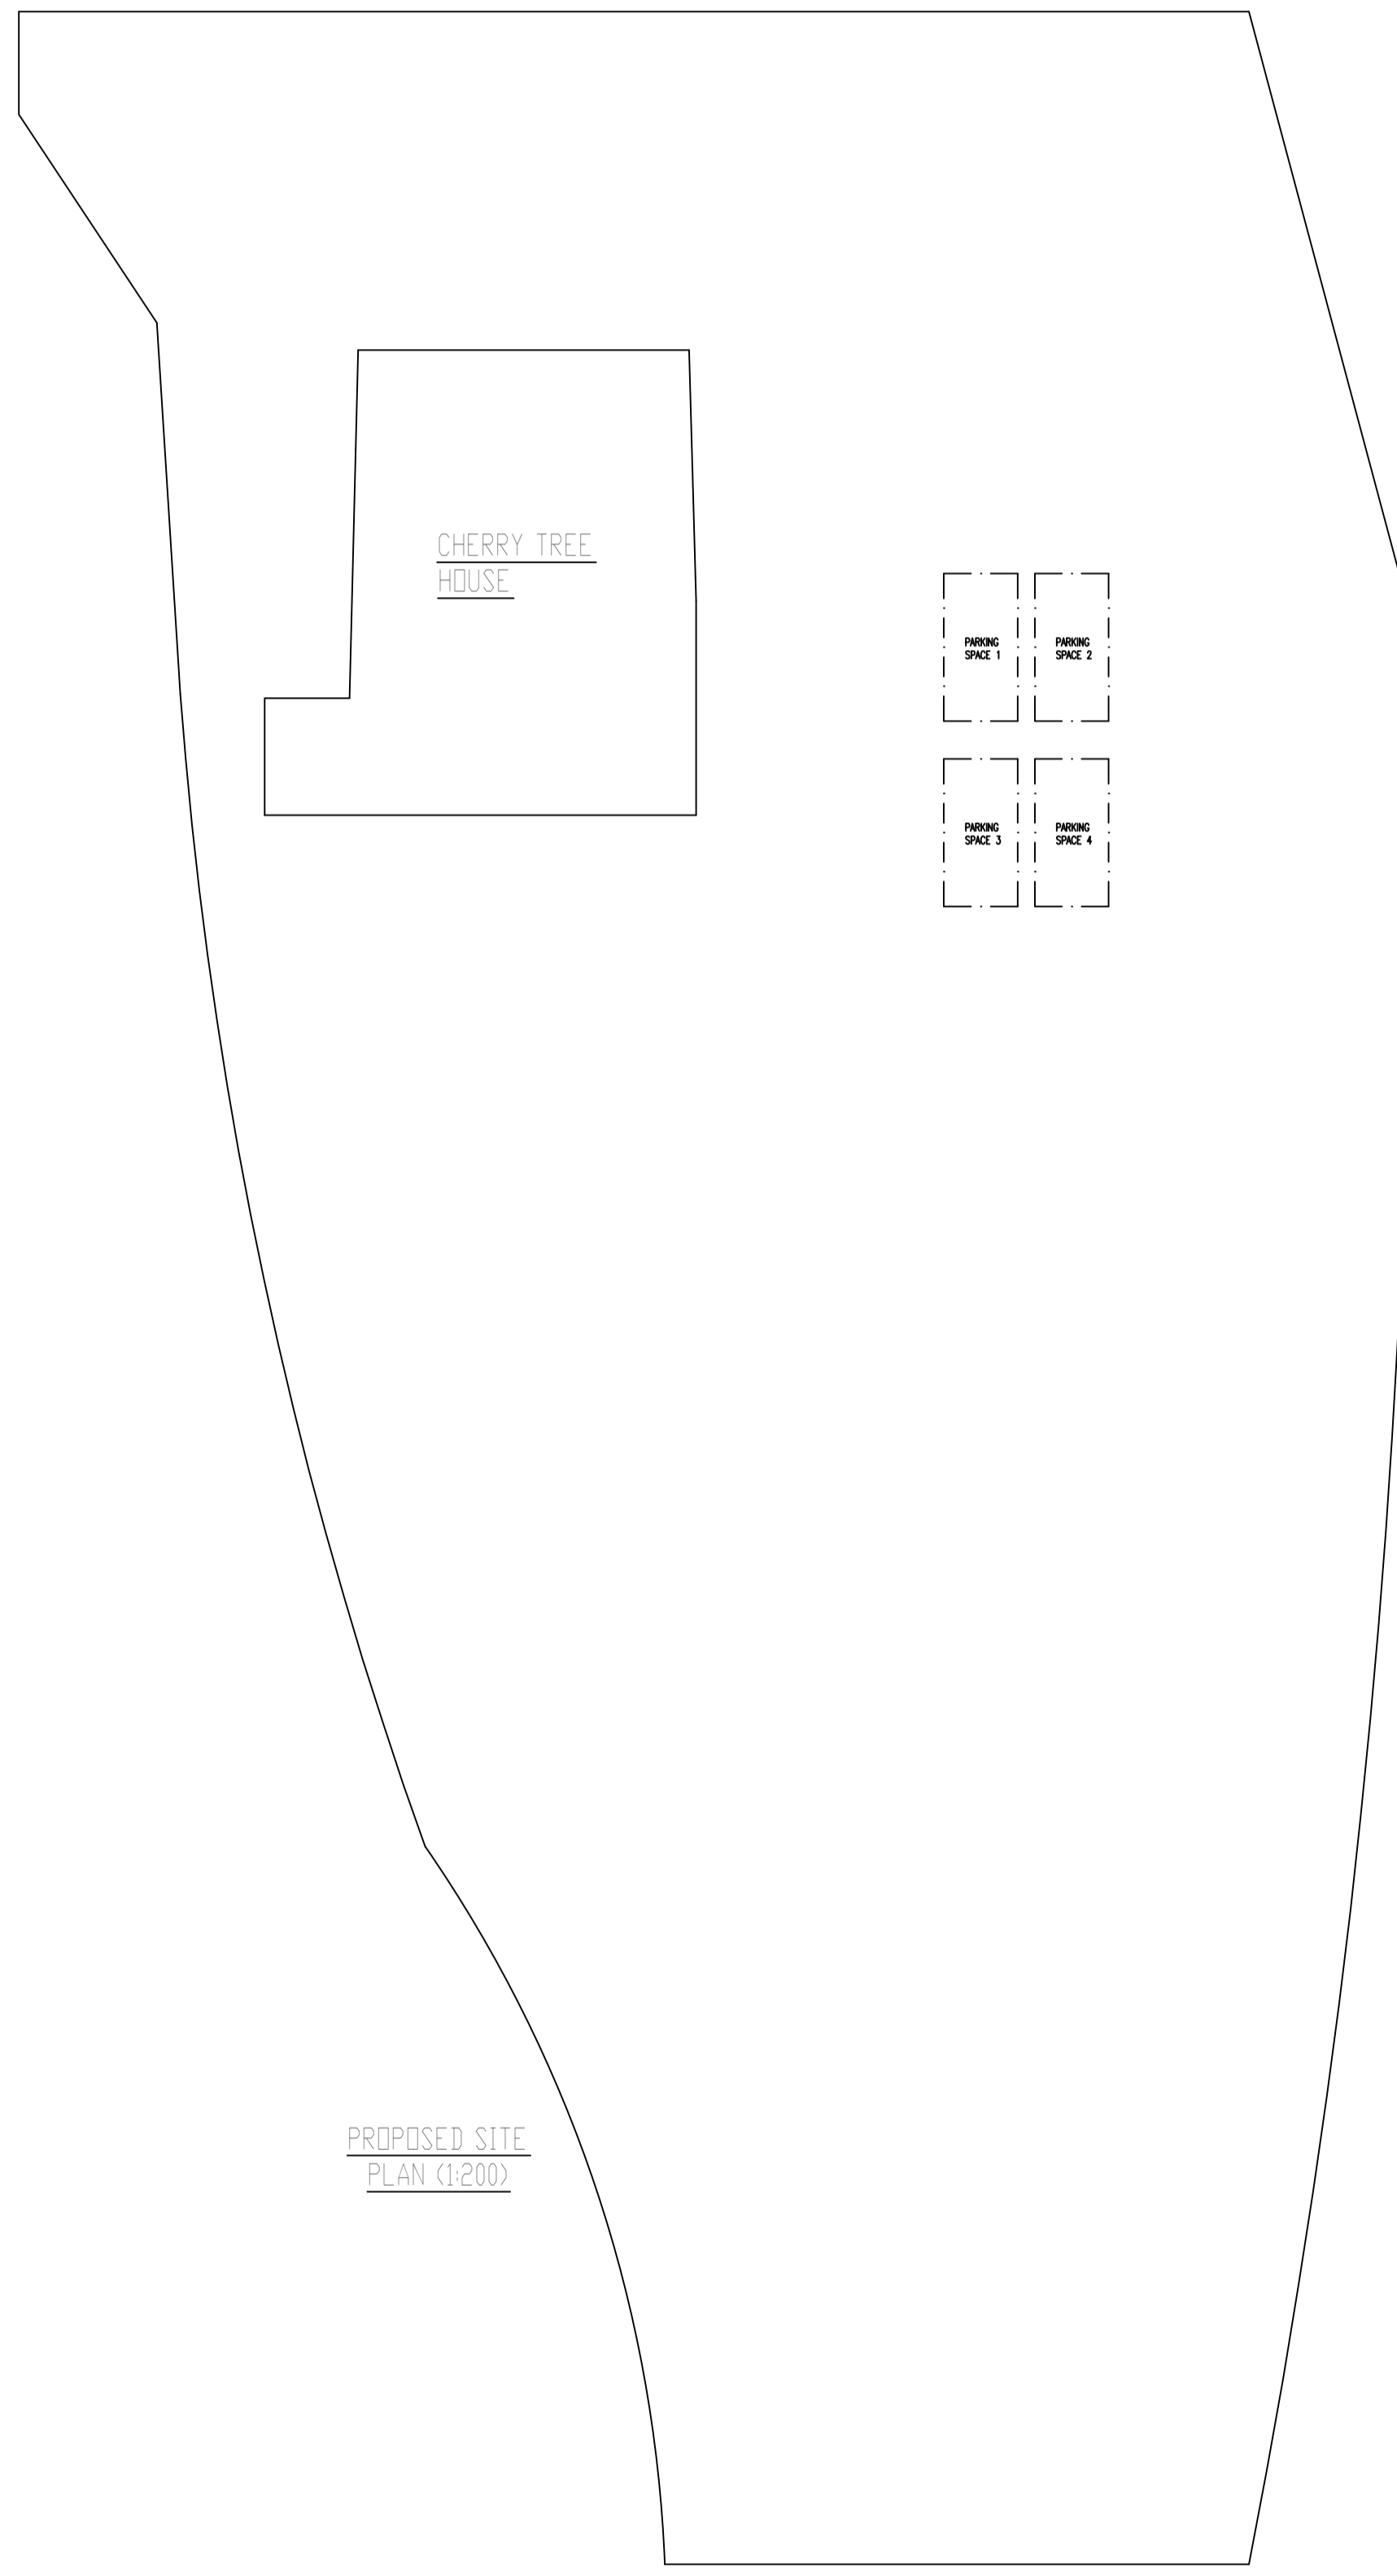 CHERRY TREE
HOUSE
PARKING
SPACE 1
PARKING
SPACE 2
PARKING
SPACE 3
PARKING
SPACE 4
PROPOSED SITE
PLAN (1:200)